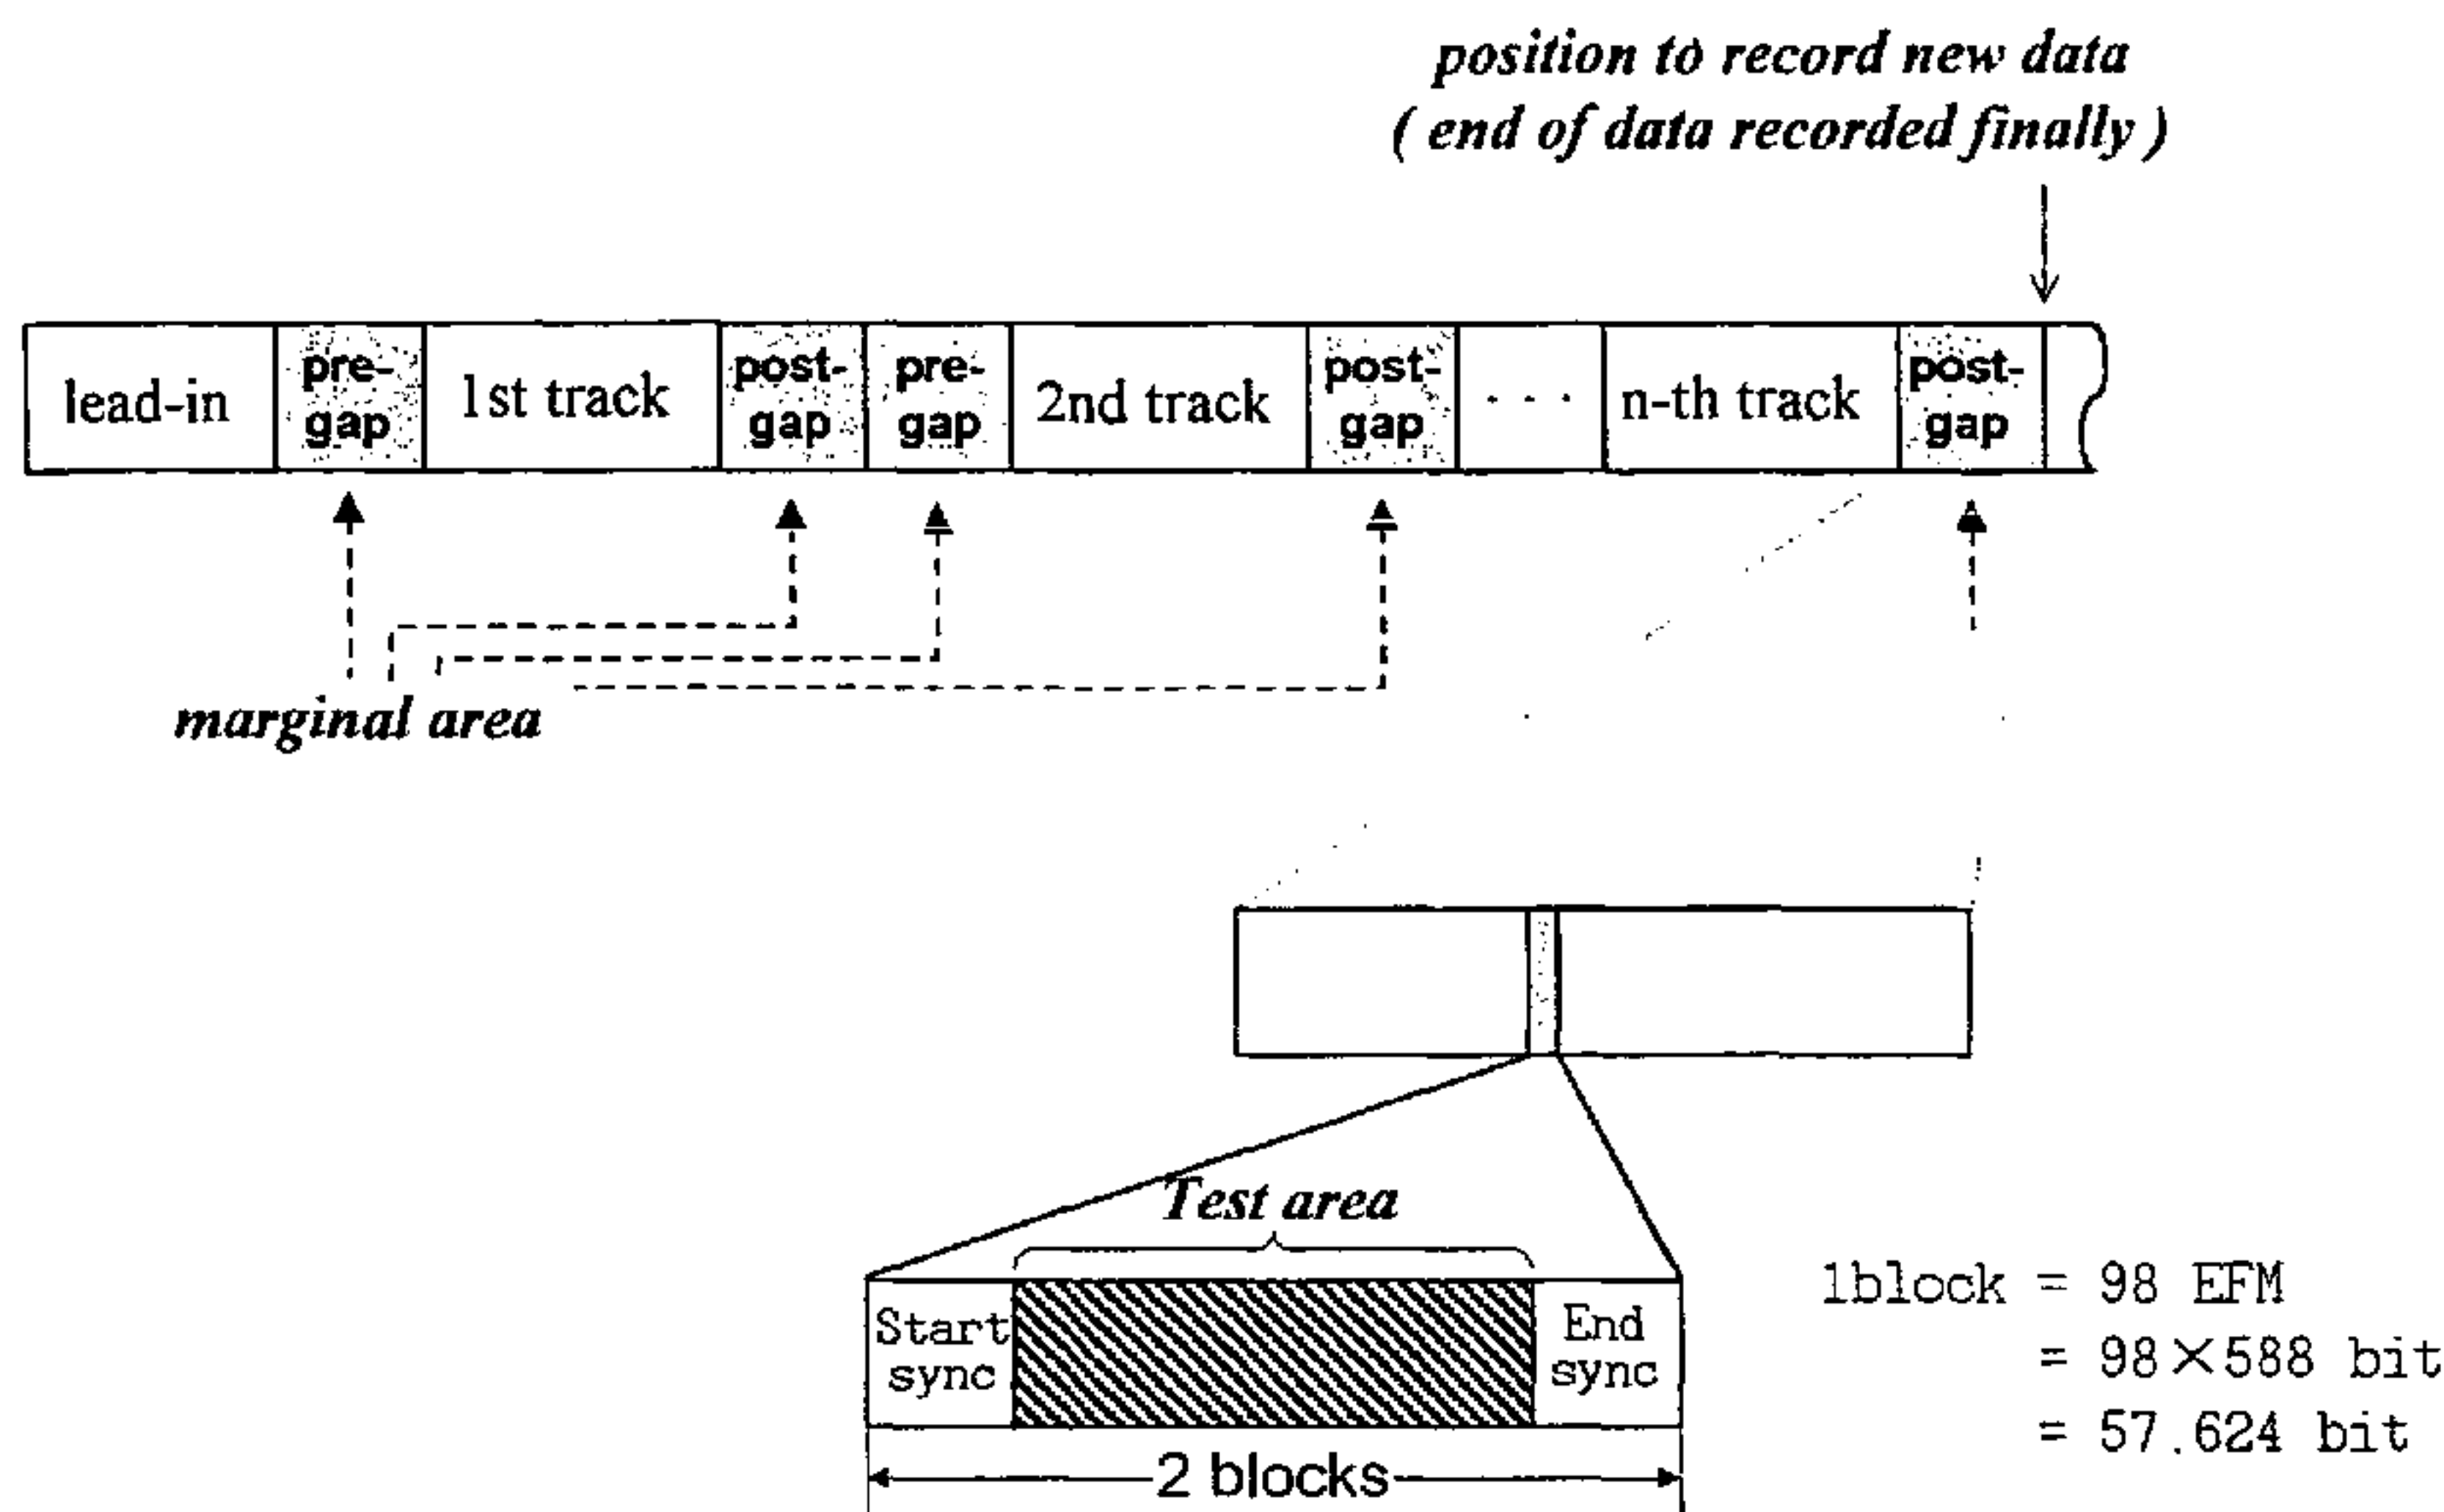 position to record new data
( end of data recorded finally )
lead-in
pre-
gap
1st track
post-
gap
pre-
gap
2nd track
post-
gap
. . .
n-th track
post-
gap
marginal area
Test area
Start
sync
End
sync
2 blocks
1block = 98 EFM
= 98×588 bit
= 57.624 bit